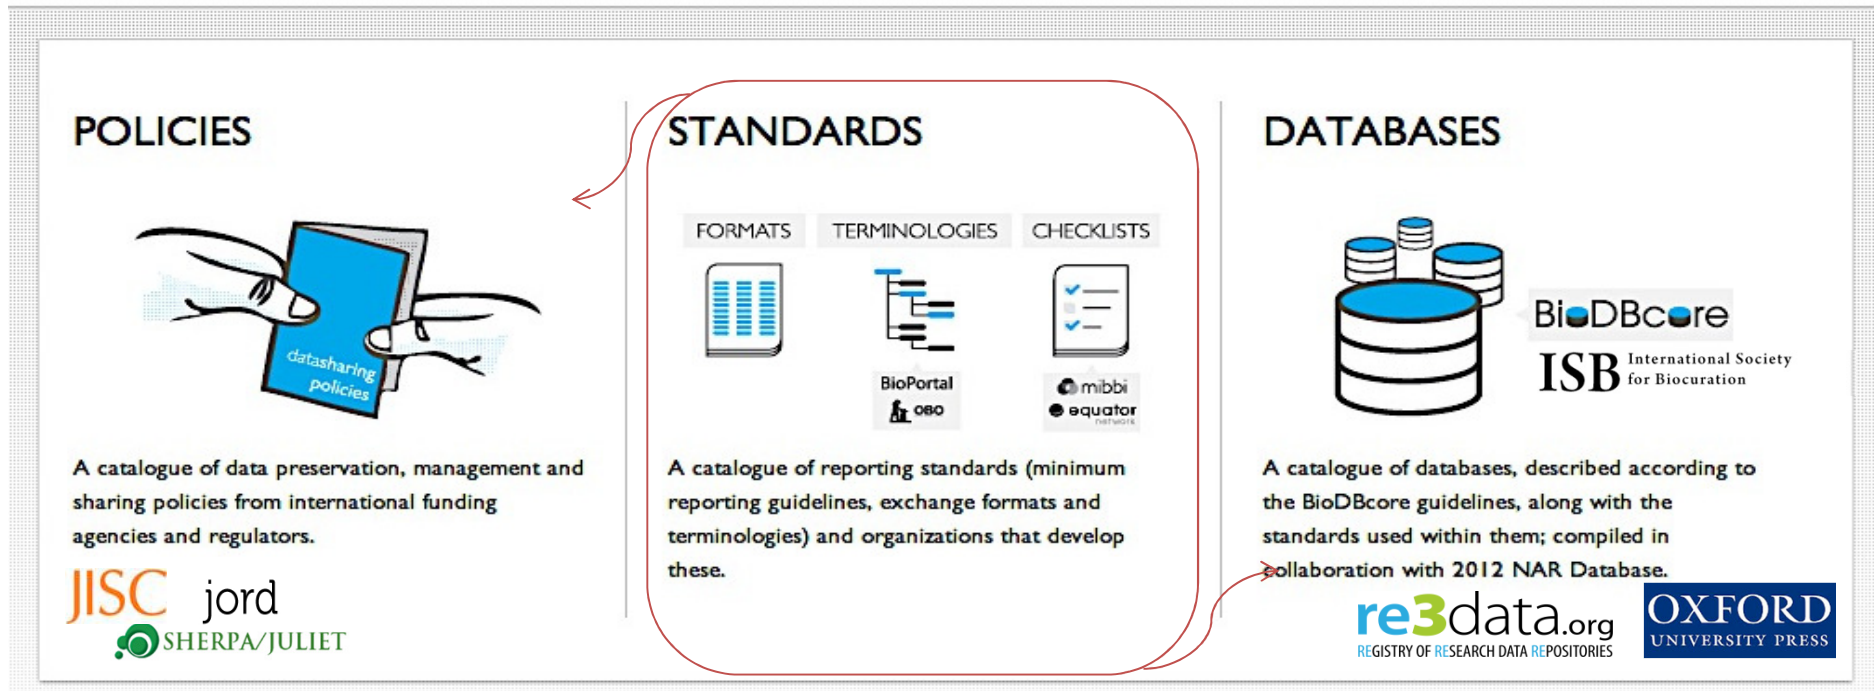 POLICIES
datasharing
policies
A catalogue of data preservation, management and
sharing policies from international funding
agencies and regulators.
JISC
jord
SHERPA/JULIET
STANDARDS
FORMATS
TERMINOLOGIES
CHECKLISTS
BioPortal
OBO
mibbi
equator
network
A catalogue of reporting standards (minimum
reporting guidelines, exchange formats and
terminologies) and organizations that develop
these.
DATABASES
BioDBcore
ISB International Society
for Biocuration
A catalogue of databases, described according to
the BioDBcore guidelines, along with the
standards used within them; compiled in
collaboration with 2012 NAR Database.
re3data.org
REGISTRY OF RESEARCH DATA REPOSITORIES
OXFORD
UNIVERSITY PRESS